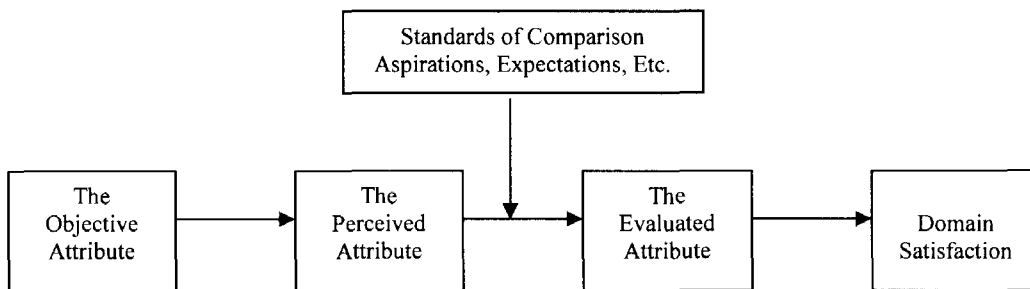 Standards of Comparison
Aspirations, Expectations, Etc.
The
Objective
Attribute
The
Perceived
Attribute
The
Evaluated
Attribute
Domain
Satisfaction